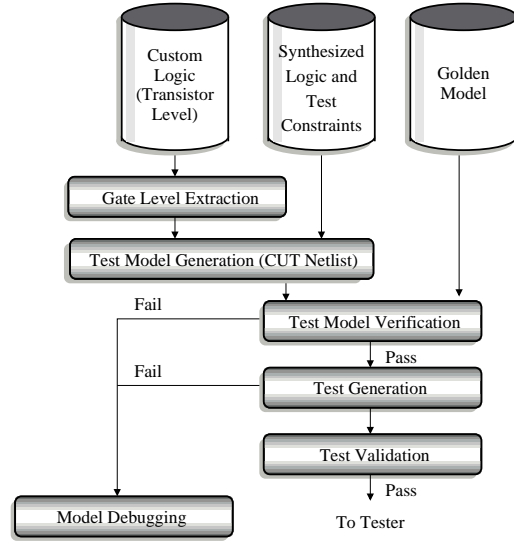 Custom
Logic
(Transistor
Level)
Synthesized
Logic and
Test
Constraints
Golden
Model
Gate Level Extraction
Test Model Generation (CUT Netlist)
Fail
Test Model Verification
Pass
Fail
Test Generation
Test Validation
Pass
Model Debugging
To Tester